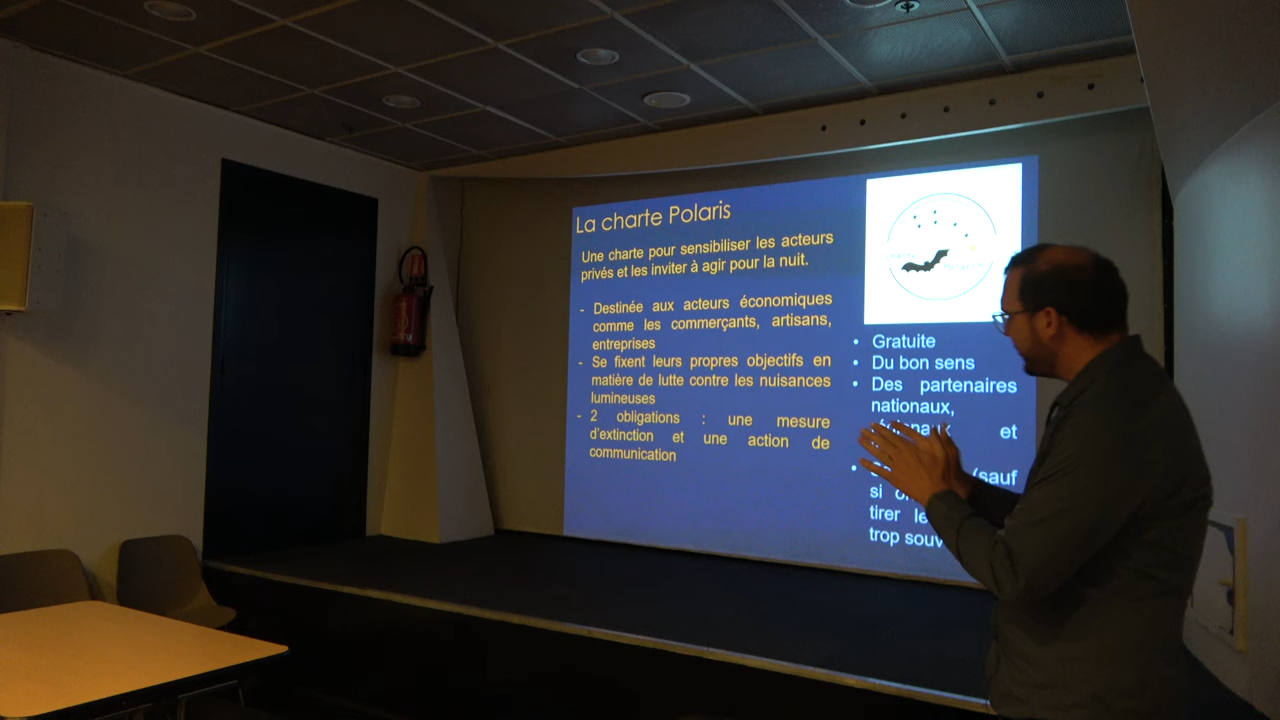 La charte Polaris
Une charte pour sensibiliser les acteurs
privés et les inviter à agir pour la nuit.
- Destinée aux acteurs économiques
comme les commerçants, artisans,
entreprises
- Se fixent leurs propres objectifs en
matière de lutte contre les nuisances
lumineuses
- 2 obligations : une mesure
d'extinction et une action de
communication
• Gratuite
• Du bon sens
• Des partenaires
nationaux,
et
(sauf
si
tirer
trop